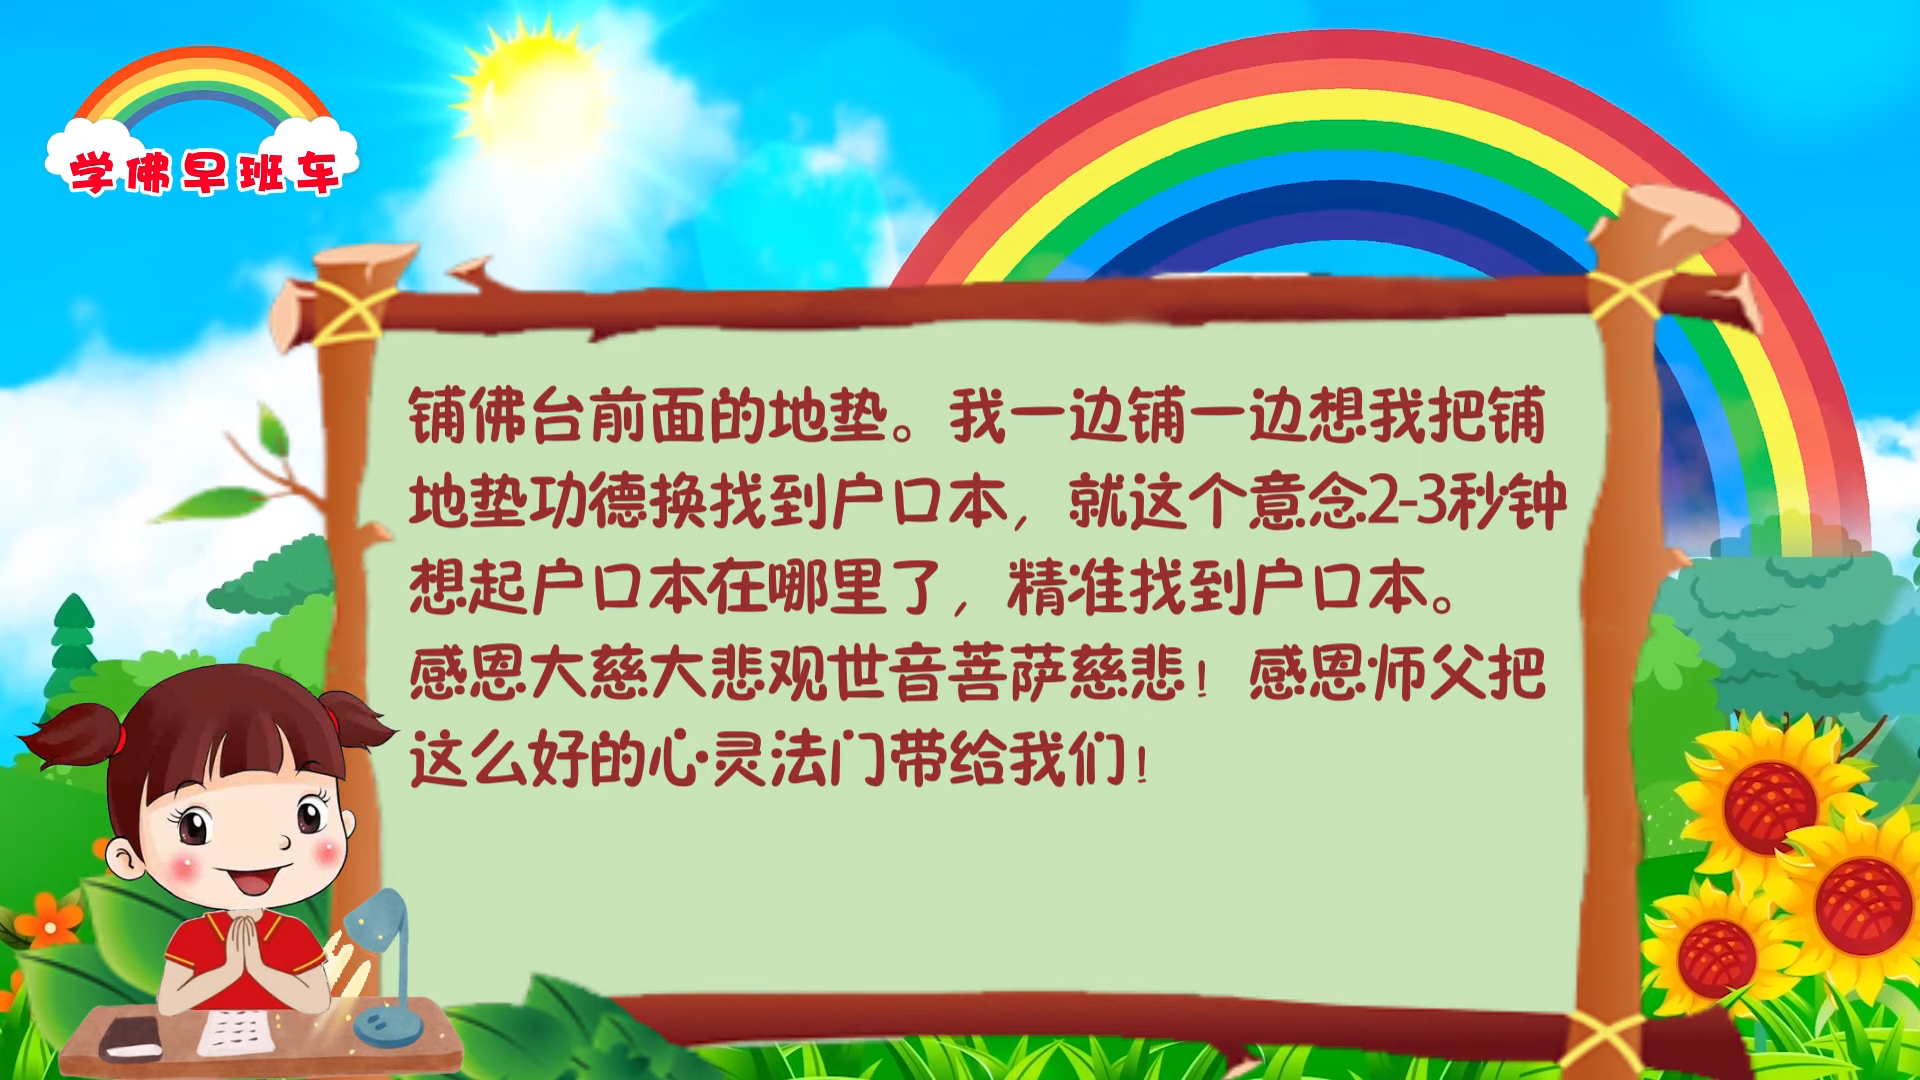 学佛早班车
铺佛台前面的地垫。我一边铺一边想我把铺
地垫功德换找到户口本，就这个意念2-3秒钟
想起户口本在哪里了，精准找到户口本。
感恩大慈大悲观世音菩萨慈悲！感恩师父把
这么好的心灵法门带给我们！